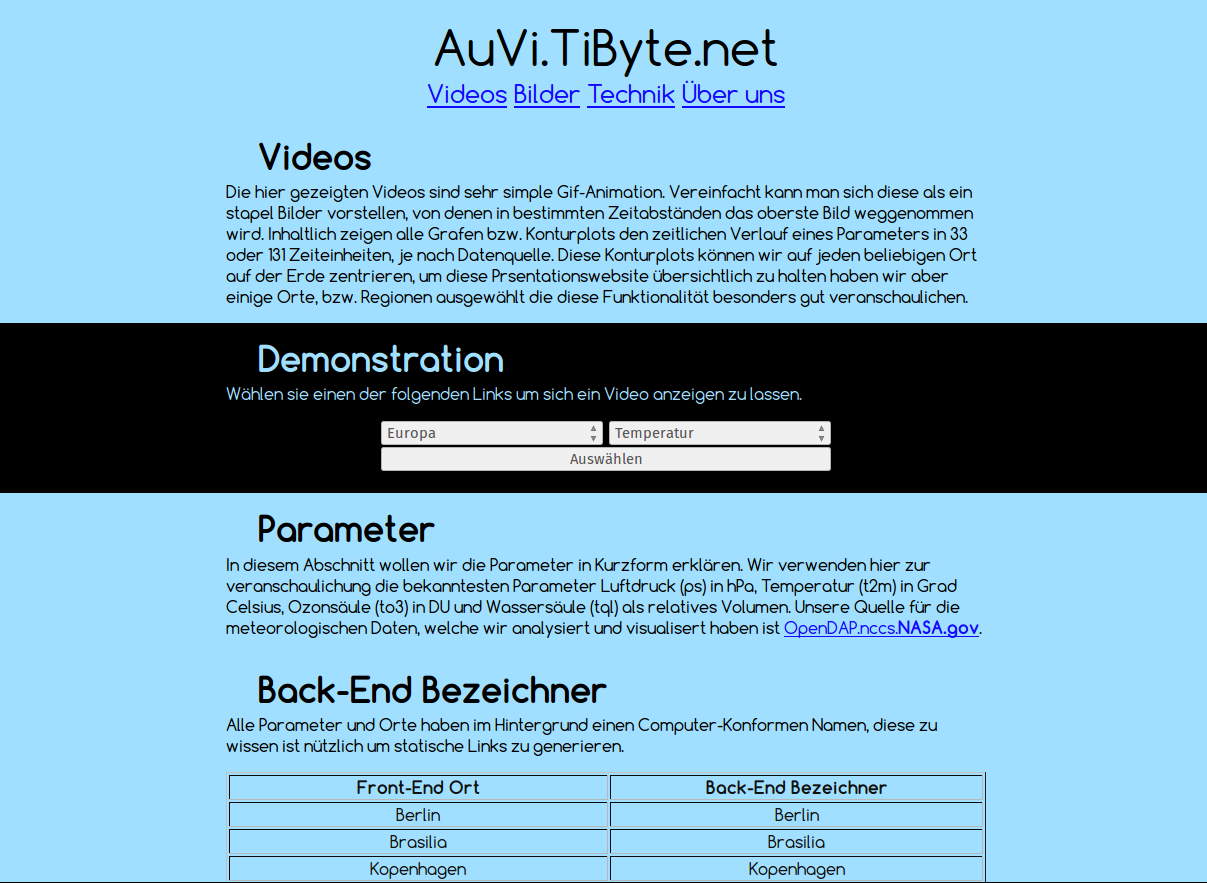 AuVi.TiByte.net
Videos Bilder Technik Über uns
Videos
Die hier gezeigten Videos sind sehr simple Gif-Animation. Vereinfacht kann man sich diese als ein
stapel Bilder vorstellen, von denen in bestimmten Zeitabständen das oberste Bild weggenommen
wird. Inhaltlich zeigen alle Grafen bzw. Konturplots den zeitlichen Verlauf eines Parameters in 33
oder 131 Zeiteinheiten, je nach Datenquelle. Diese Konturplots können wir auf jeden beliebigen Ort
auf der Erde zentrieren, um diese Prsentationswebsite übersichtlich zu halten haben wir aber
einige Orte, bzw. Regionen ausgewählt die diese Funktionalität besonders gut veranschaulichen.
Demonstration
Wählen sie einen der folgenden Links um sich ein Video anzeigen zu lassen.
Europa Temperatur
Auswählen
Parameter
In diesem Abschnitt wollen wir die Parameter in Kurzform erklären. Wir verwenden hier zur
veranschaulichung die bekanntesten Parameter Luftdruck (ps) in hPa, Temperatur (t2m) in Grad
Celsius, Ozonsäule (to3) in DU und Wassersäule (tql) als relatives Volumen. Unsere Quelle für die
meteorologischen Daten, welche wir analysiert und visualisert haben ist OpenDAP.nccs.NASA.gov.
Back-End Bezeichner
Alle Parameter und Orte haben im Hintergrund einen Computer-Konformen Namen, diese zu
wissen ist nützlich um statische Links zu generieren.
Front-End Ort Back-End Bezeichner
Berlin Berlin
Brasilia Brasilia
Kopenhagen Kopenhagen